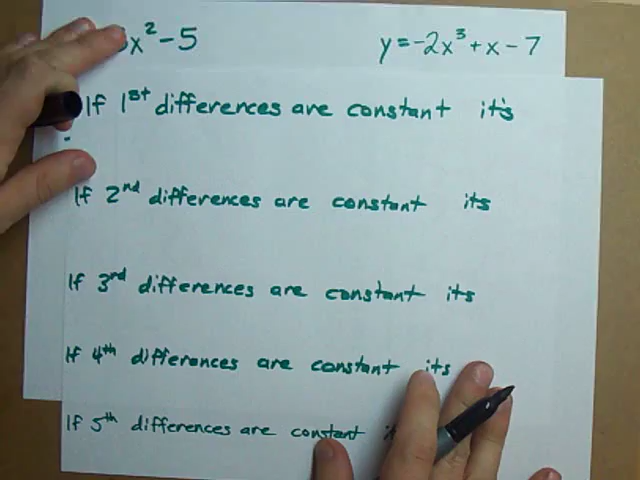 x² - 5
y = -2x³ + x - 7
If 1st differences are constant it's
If 2nd differences are constant its
If 3rd differences are constant its
If 4th differences are constant its
If 5th differences are constant